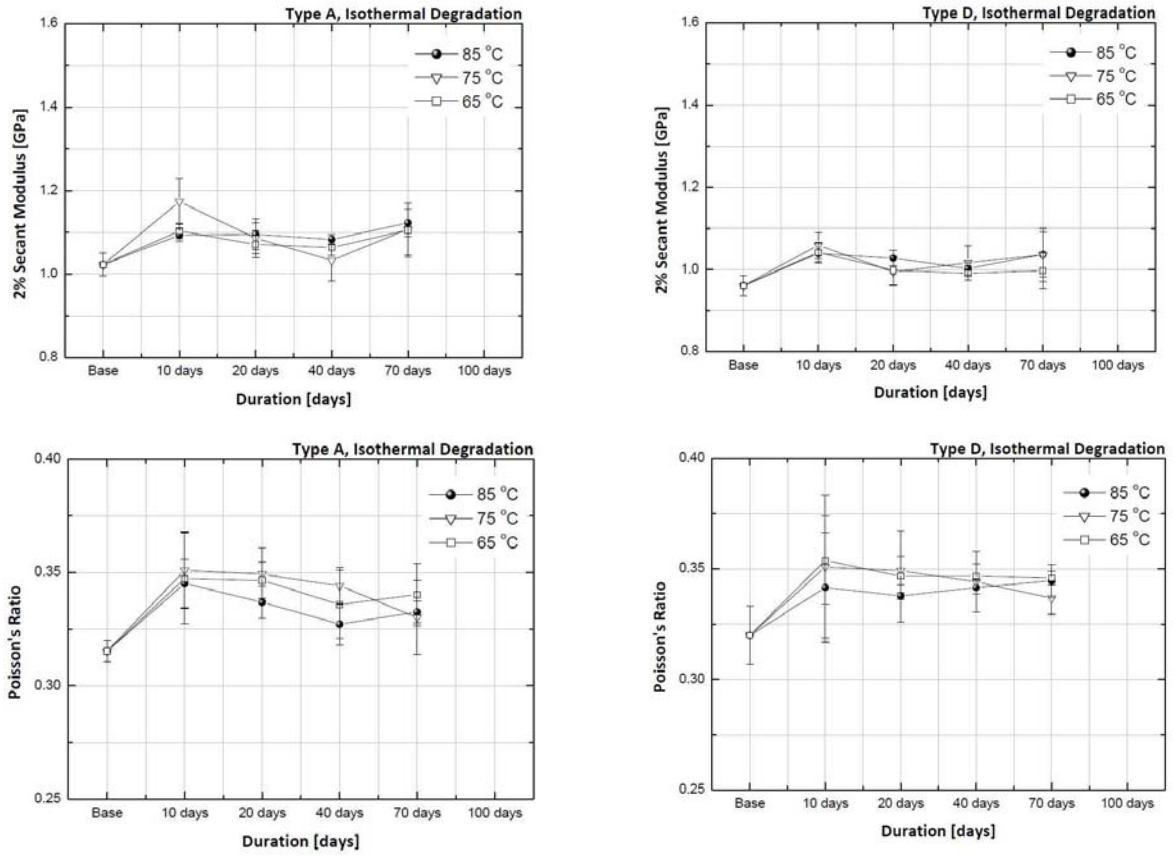 Type A, Isothermal Degradation
1.6
1.4
1.2
1.0
0.8
2% Secant Modulus [GPa]
85 °C
75 °C
65 °C
Base 10 days 20 days 40 days 70 days 100 days
Duration [days]
Type D, Isothermal Degradation
1.6
1.4
1.2
1.0
0.8
2% Secant Modulus [GPa]
85 °C
75 °C
65 °C
Base 10 days 20 days 40 days 70 days 100 days
Duration [days]
Type A, Isothermal Degradation
0.40
0.35
0.30
0.25
Poisson's Ratio
85 °C
75 °C
65 °C
Base 10 days 20 days 40 days 70 days 100 days
Duration [days]
Type D, Isothermal Degradation
0.40
0.35
0.30
0.25
Poisson's Ratio
85 °C
75 °C
65 °C
Base 10 days 20 days 40 days 70 days 100 days
Duration [days]